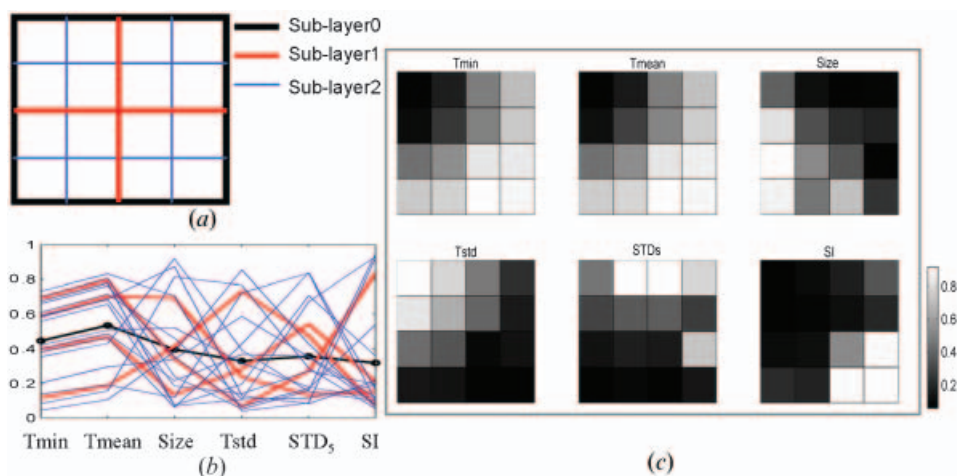 Sub-layer0
Sub-layer1
Sub-layer2
(a)
1
0.8
0.6
0.4
0.2
0
Tmin Tmean Size Tstd STD5 SI
(b)
Tmin Tmean Size
Tstd STDs SI
0.8
0.6
0.4
0.2
(c)